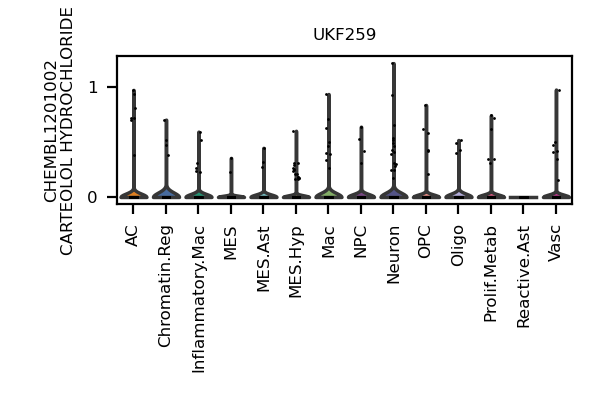 UKF259
CHEMBL1201002
CARTEOLOL HYDROCHLORIDE
1
0
AC
Chromatin.Reg
Inflammatory.Mac
MES
MES.Ast
MES.Hyp
Mac
NPC
Neuron
OPC
Oligo
Prolif.Metab
Reactive.Ast
Vasc